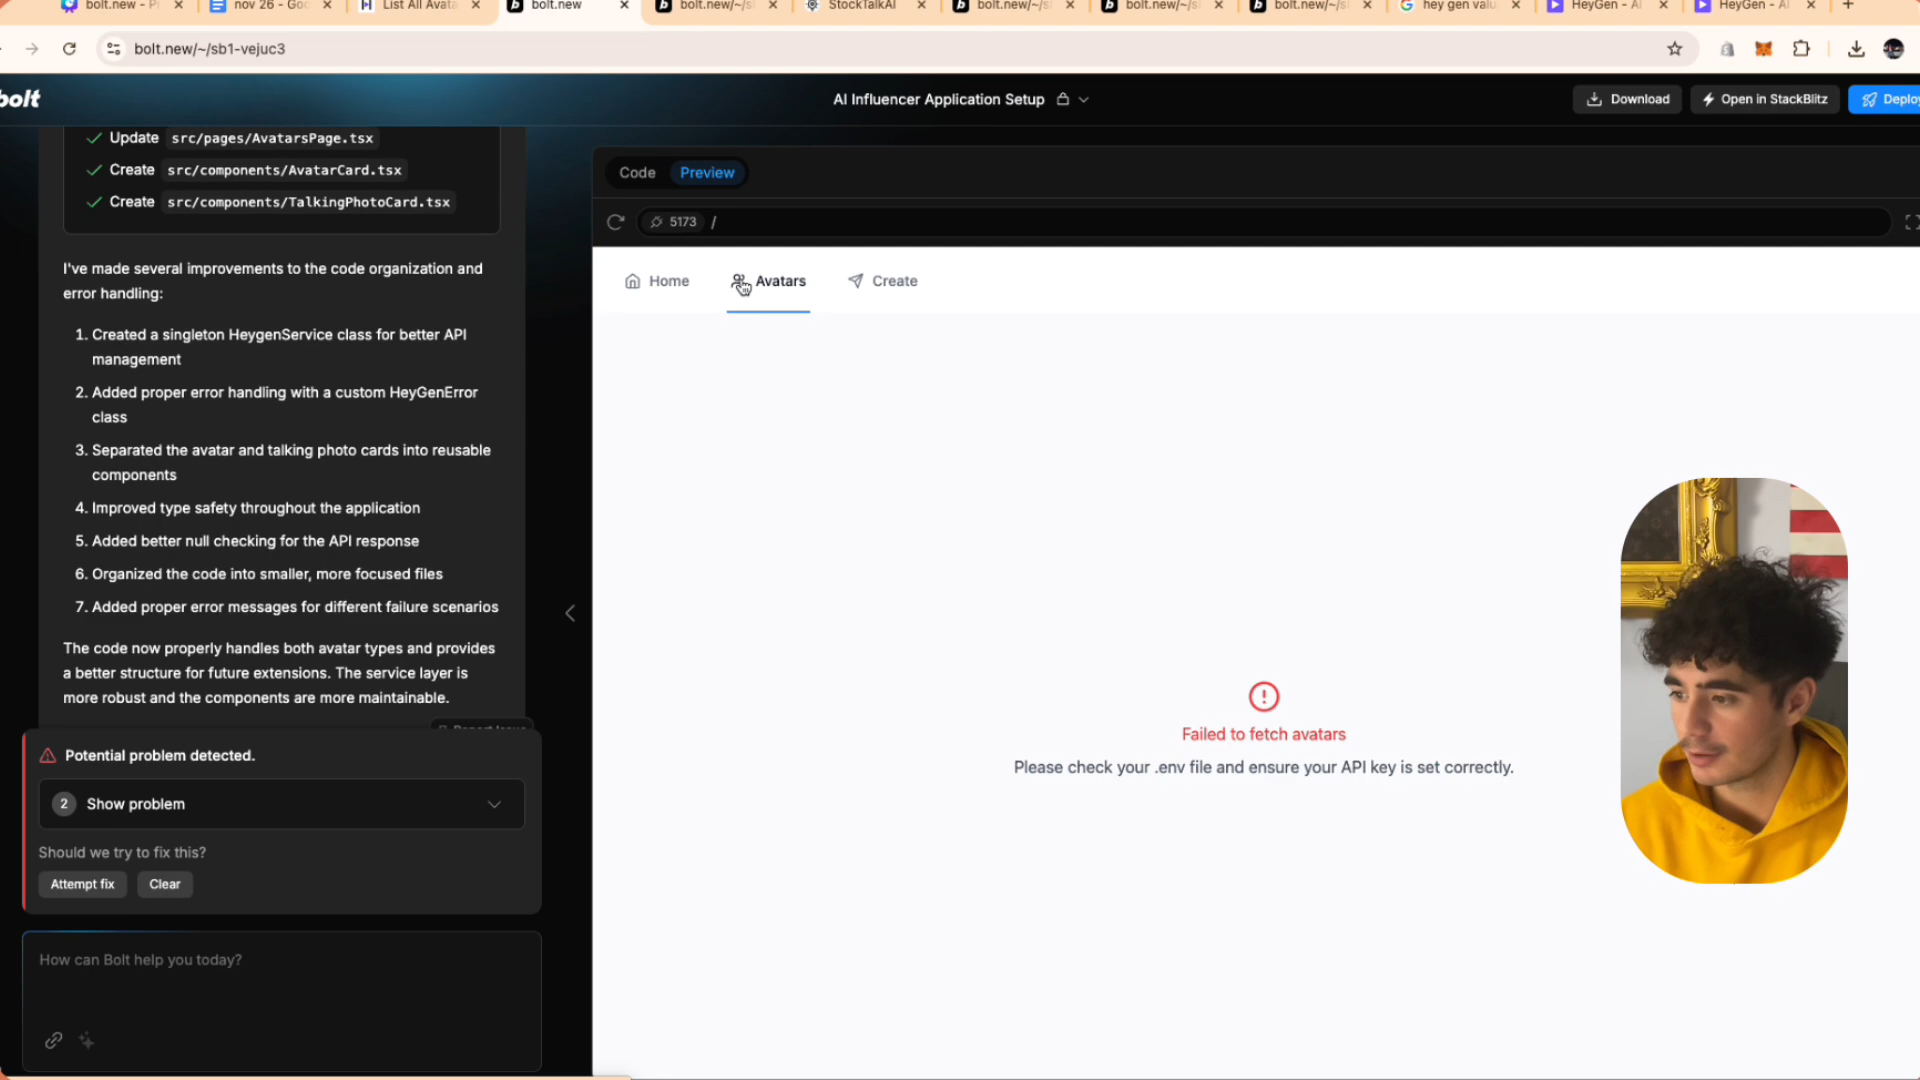 bolt.new - P
nov 26 - Goo
List All Avata
bolt.new
bolt.new/~/s
StockTalkAI
bolt.new/~/s
bolt.new/~/s
bolt.new/~/s
hey gen valu
HeyGen - AI
HeyGen - AI
bolt.new/~/sb1-vejuc3
bolt
AI Influencer Application Setup
Download
Open in StackBlitz
Deploy
Update src/pages/AvatarsPage.tsx
Create src/components/AvatarCard.tsx
Create src/components/TalkingPhotoCard.tsx
I've made several improvements to the code organization and
error handling:
1. Created a singleton HeygenService class for better API
management
2. Added proper error handling with a custom HeyGenError
class
3. Separated the avatar and talking photo cards into reusable
components
4. Improved type safety throughout the application
5. Added better null checking for the API response
6. Organized the code into smaller, more focused files
7. Added proper error messages for different failure scenarios
The code now properly handles both avatar types and provides
a better structure for future extensions. The service layer is
more robust and the components are more maintainable.
Potential problem detected.
2 Show problem
Should we try to fix this?
Attempt fix
Clear
How can Bolt help you today?
Code
Preview
5173 /
Home
Avatars
Create
Failed to fetch avatars
Please check your .env file and ensure your API key is set correctly.